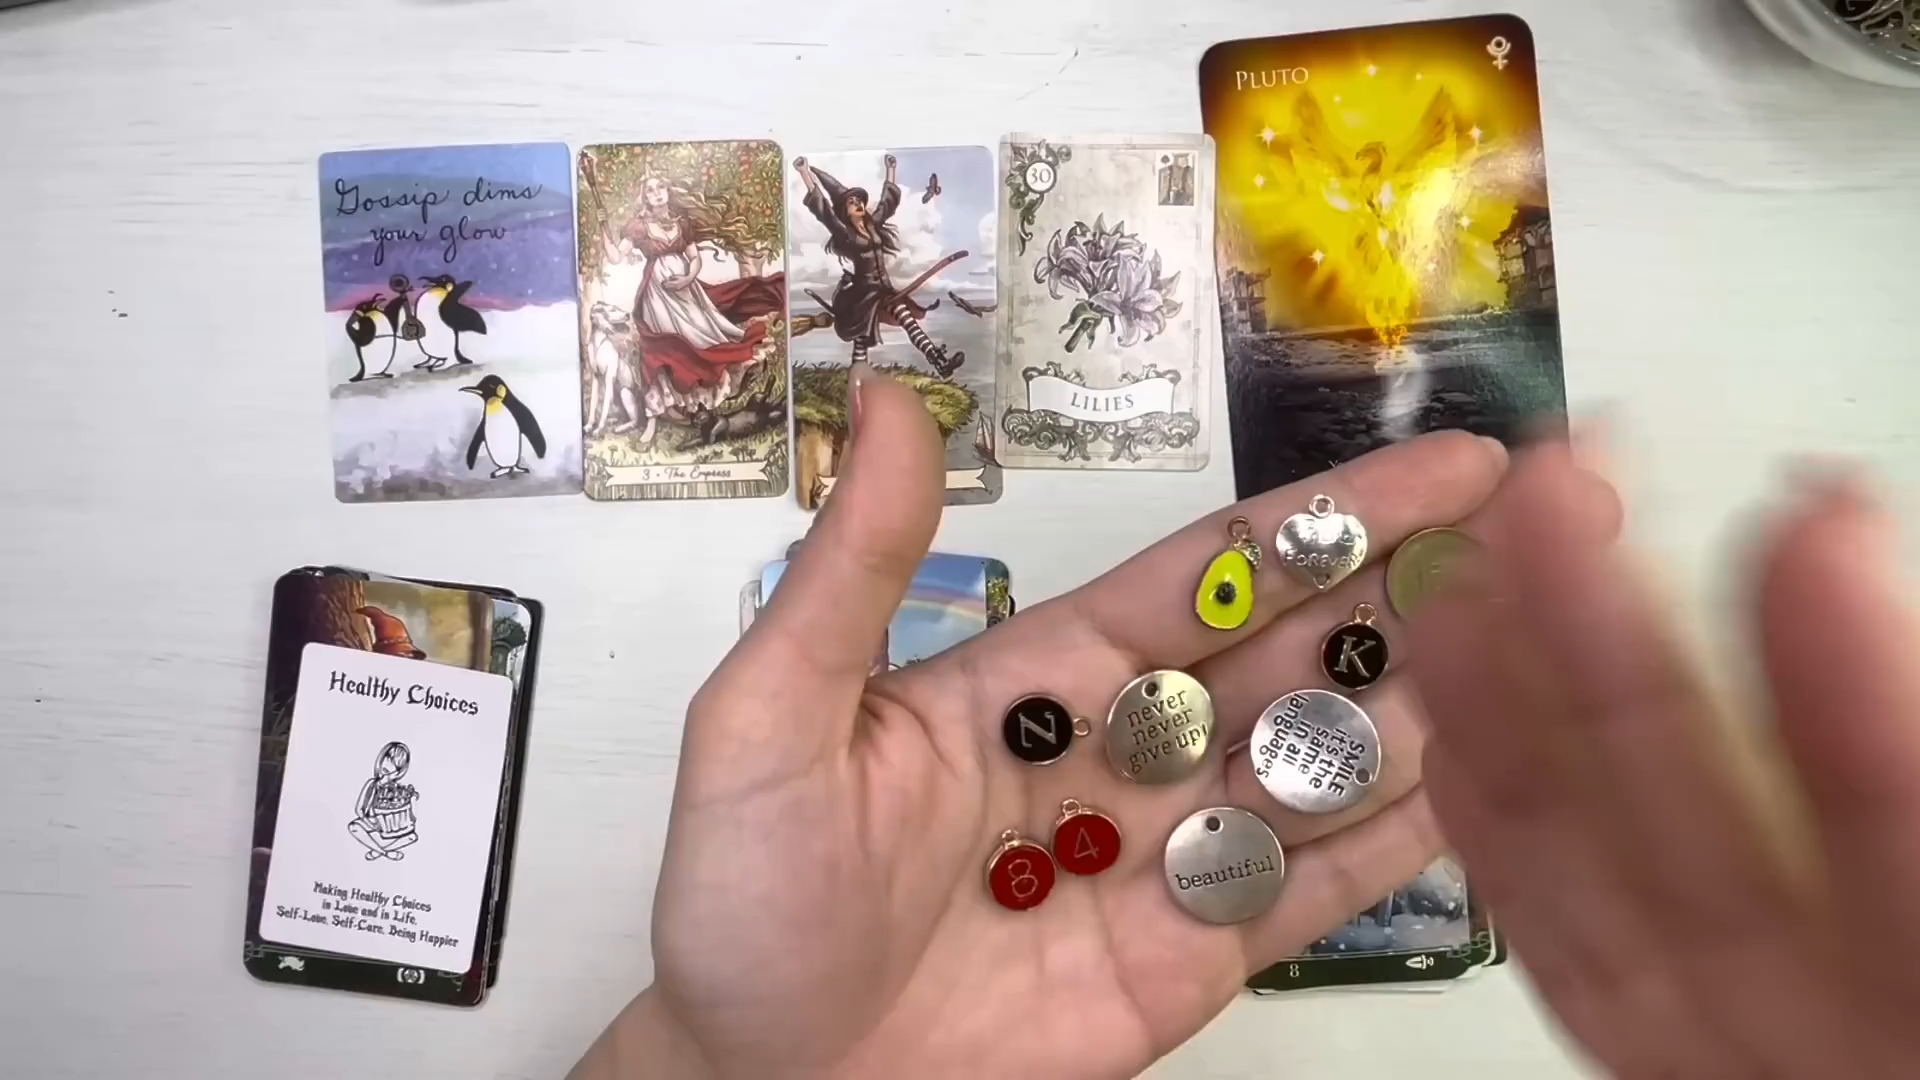 Gossip dims
your glow
3 • The Empress
30
LILIES
PLUTO
Healthy Choices
Making Healthy Choices
in Love and in Life.
Self-Love, Self-Care, Being Happier
FOREVER
K
N
never
never
give up!
SMILE
it's the
same
in all
languages
8
4
beautiful
8